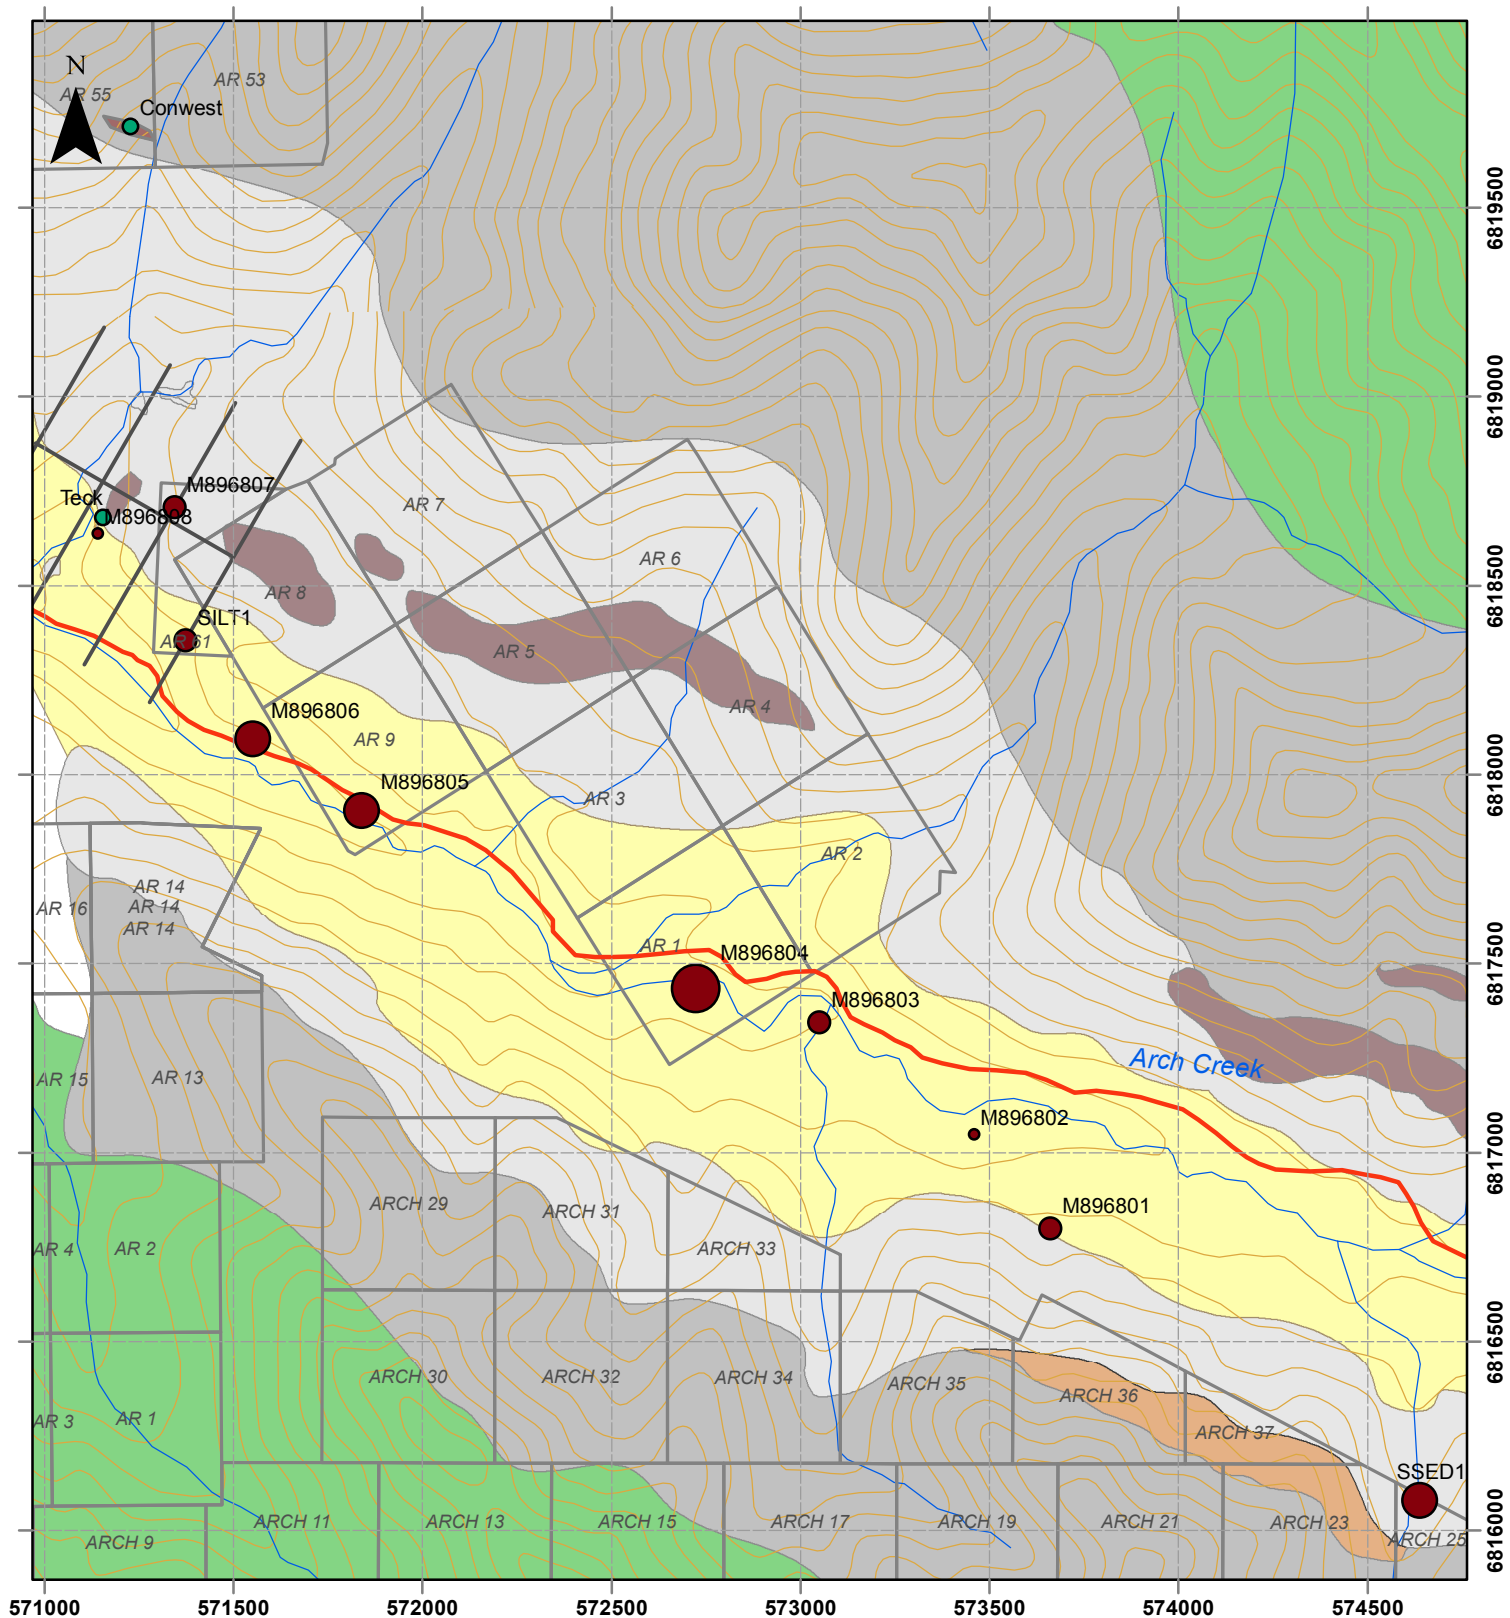 N
AR 53
AR 55
Conwest
6819500
6819000
Teck
M896807
M896808
AR 7
AR 6
6818500
AR 8
SILT1
AR 61
AR 5
AR 4
M896806
AR 9
6818000
M896805
AR 3
AR 2
AR 14
AR 16
AR 14
AR 14
AR 1
M896804
6817500
M896803
Arch Creek
AR 15
AR 13
M896802
6817000
ARCH 29
ARCH 31
M896801
AR 4
AR 2
ARCH 33
6816500
ARCH 30
ARCH 32
ARCH 34
ARCH 35
ARCH 36
AR 3
AR 1
ARCH 37
SSED1
6816000
ARCH 9
ARCH 11
ARCH 13
ARCH 15
ARCH 17
ARCH 19
ARCH 21
ARCH 23
ARCH 25
571000
571500
572000
572500
573000
573500
574000
574500